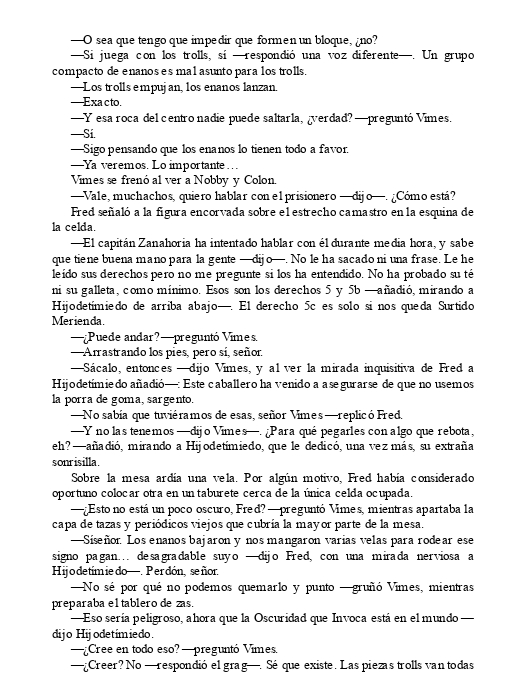 —O sea que tengo que impedir que formen un bloque, ¿no?
—Si juega con los trolls, sí —respondió una voz diferente—. Un grupo
compacto de enanos es mal asunto para los trolls.
—Los trolls empujan, los enanos lanzan.
—Exacto.
—Y esa roca del centro nadie puede saltarla, ¿verdad? —preguntó Vimes.
—Sí.
—Sigo pensando que los enanos lo tienen todo a favor.
—Ya veremos. Lo importante…
Vimes se frenó al ver a Nobby y Colon.
—Vale, muchachos, quiero hablar con el prisionero —dijo—. ¿Cómo está?
Fred señaló a la figura encorvada sobre el estrecho camastro en la esquina de
la celda.
—El capitán Zanahoria ha intentado hablar con él durante media hora, y sabe
que tiene buena mano para la gente —dijo—. No le ha sacado ni una frase. Le he
leído sus derechos pero no me pregunte si los ha entendido. No ha probado su té
ni su galleta, como mínimo. Esos son los derechos 5 y 5b —añadió, mirando a
Hijodetimiedo de arriba abajo—. El derecho 5c es solo si nos queda Surtido
Merienda.
—¿Puede andar? —preguntó Vimes.
—Arrastrando los pies, pero sí, señor.
—Sácalo, entonces —dijo Vimes, y al ver la mirada inquisitiva de Fred a
Hijodetimiedo añadió—: Este caballero ha venido a asegurarse de que no usemos
la porra de goma, sargento.
—No sabía que tuviéramos de esas, señor Vimes —replicó Fred.
—Y no las tenemos —dijo Vimes—. ¿Para qué pegarles con algo que rebota,
eh? —añadió, mirando a Hijodetimiedo, que le dedicó, una vez más, su extraña
sonrisilla.
Sobre la mesa ardía una vela. Por algún motivo, Fred había considerado
oportuno colocar otra en un taburete cerca de la única celda ocupada.
—¿Esto no está un poco oscuro, Fred? —preguntó Vimes, mientras apartaba la
capa de tazas y periódicos viejos que cubría la mayor parte de la mesa.
—Síseñor. Los enanos bajaron y nos mangaron varias velas para rodear ese
signo pagan… desagradable suyo —dijo Fred, con una mirada nerviosa a
Hijodetimiedo—. Perdón, señor.
—No sé por qué no podemos quemarlo y punto —gruñó Vimes, mientras
preparaba el tablero de zas.
—Eso sería peligroso, ahora que la Oscuridad que Invoca está en el mundo —
dijo Hijodetimiedo.
—¿Cree en todo eso? —preguntó Vimes.
—¿Creer? No —respondió el grag—. Sé que existe. Las piezas trolls van todas